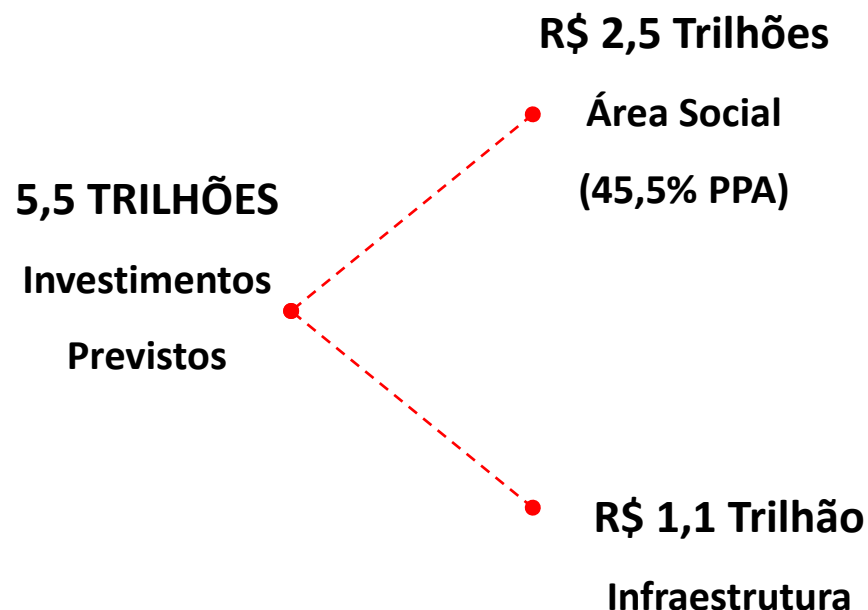 5,5 TRILHÕES
Investimentos
Previstos
R$ 2,5 Trilhões
Área Social
(45,5% PPA)
R$ 1,1 Trilhão
Infraestrutura